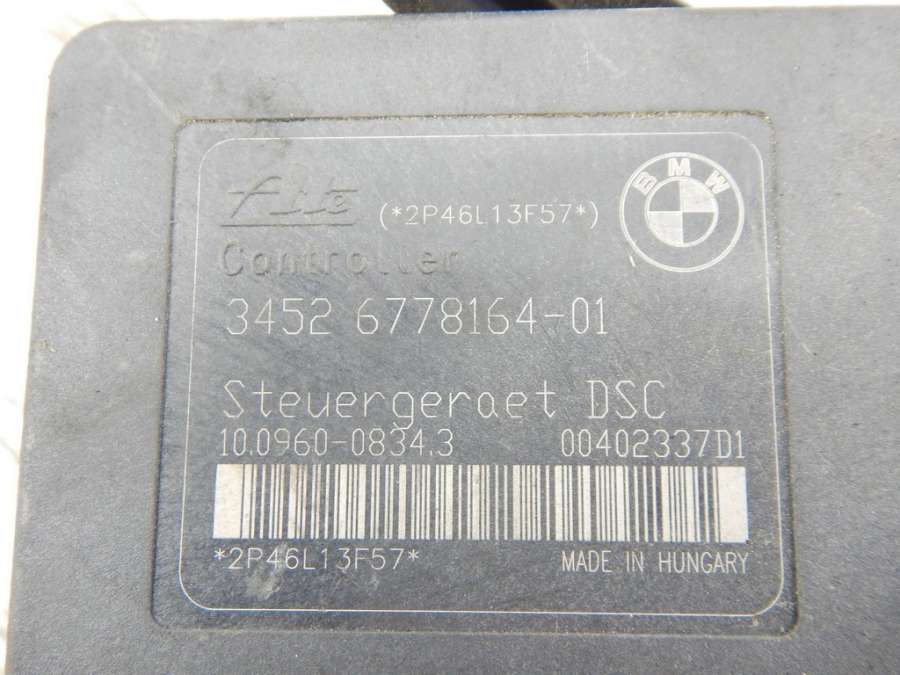 Ate (*2P46L13F57*) BMW
Controller
3452 6778164-01
Steuergeraet DSC
10.0960-0834.3 00402337D1
*2P46L13F57* MADE IN HUNGARY